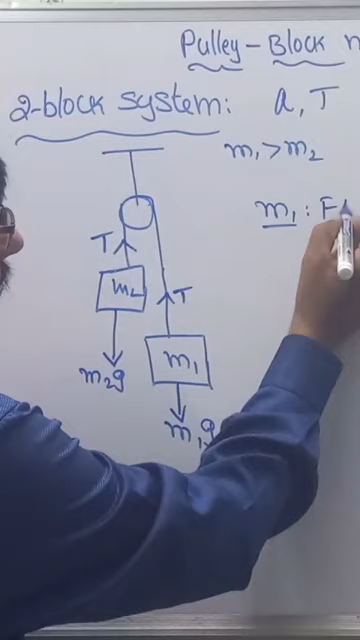 Pulley - Block
2-block system: a, T
m₁ > m₂
m₁ : F
T
m₂
T
m₂g
m₁
m₁g